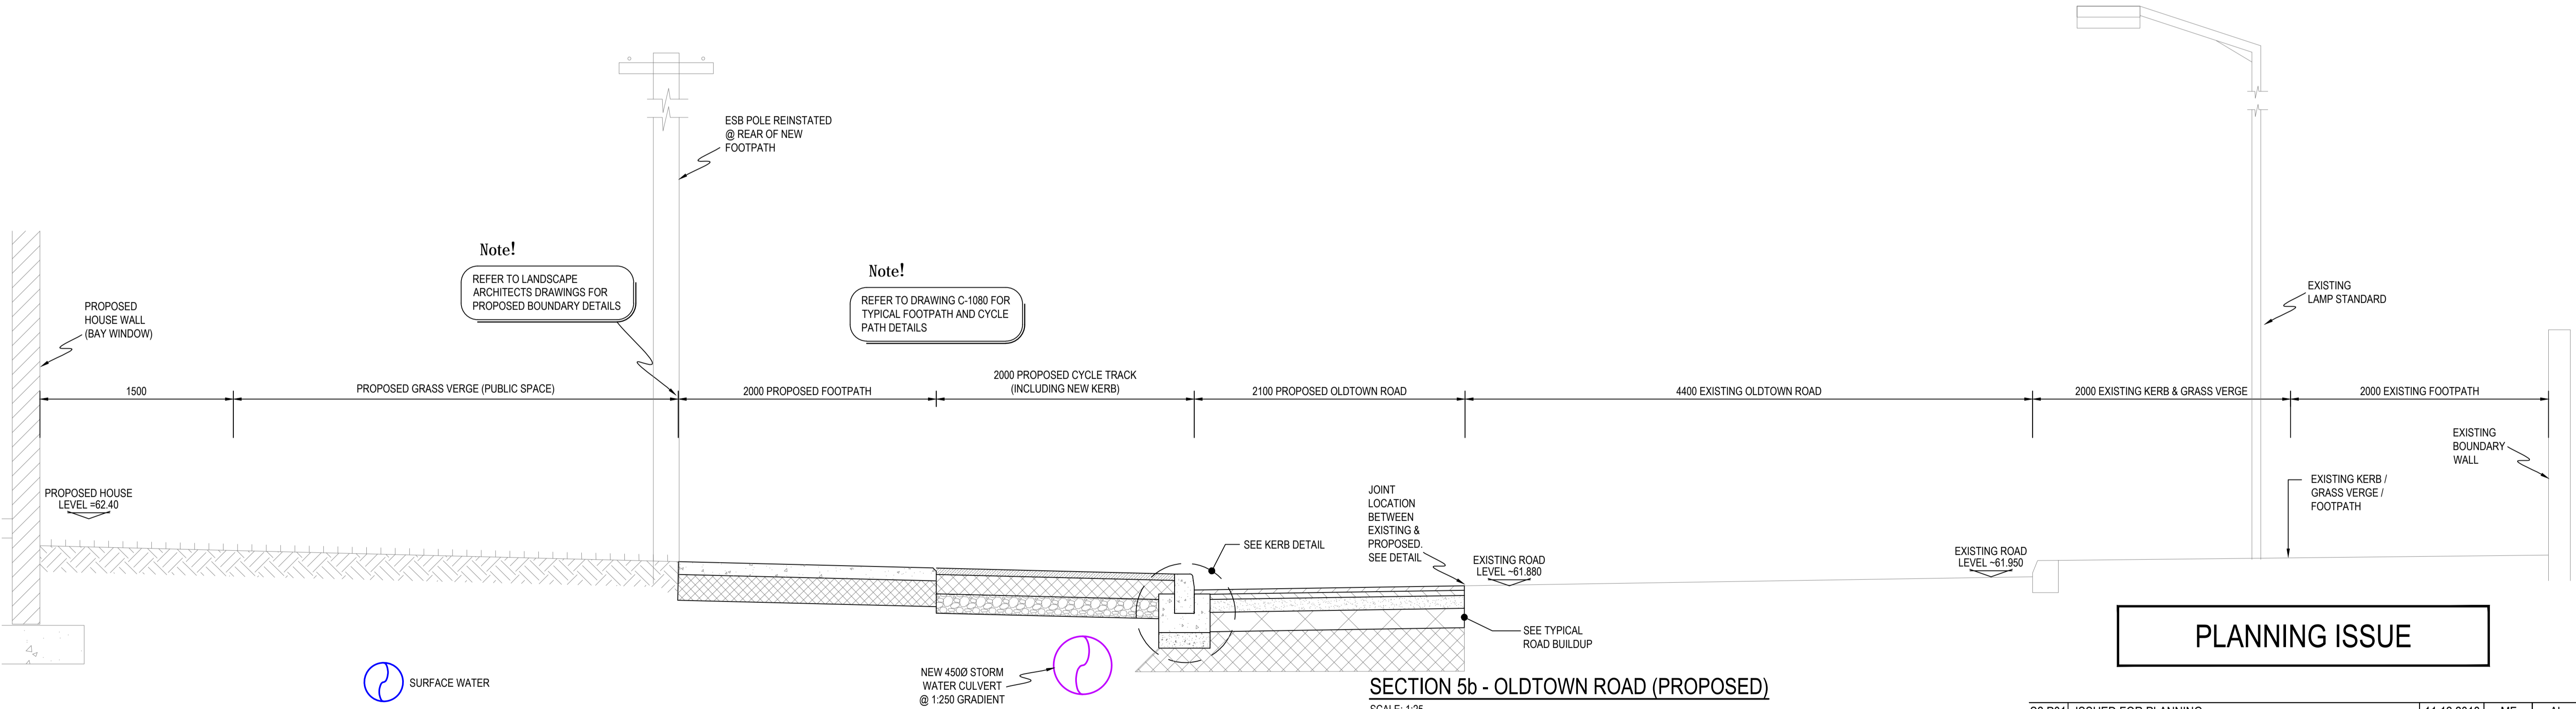 ESB POLE REINSTATED
@ REAR OF NEW
FOOTPATH
Note!
REFER TO LANDSCAPE
ARCHITECTS DRAWINGS FOR
PROPOSED BOUNDARY DETAILS
Note!
REFER TO DRAWING C-1080 FOR
TYPICAL FOOTPATH AND CYCLE
PATH DETAILS
PROPOSED
HOUSE WALL
(BAY WINDOW)
EXISTING
LAMP STANDARD
1500
PROPOSED GRASS VERGE (PUBLIC SPACE)
2000 PROPOSED FOOTPATH
2000 PROPOSED CYCLE TRACK
(INCLUDING NEW KERB)
2100 PROPOSED OLDTOWN ROAD
4400 EXISTING OLDTOWN ROAD
2000 EXISTING KERB & GRASS VERGE
2000 EXISTING FOOTPATH
EXISTING
BOUNDARY
WALL
PROPOSED HOUSE
LEVEL =62.40
JOINT
LOCATION
BETWEEN
EXISTING &
PROPOSED.
SEE DETAIL
EXISTING KERB /
GRASS VERGE /
FOOTPATH
SEE KERB DETAIL
EXISTING ROAD
LEVEL ~61.880
EXISTING ROAD
LEVEL ~61.950
SEE TYPICAL
ROAD BUILDUP
PLANNING ISSUE
SURFACE WATER
NEW 450Ø STORM
WATER CULVERT
@ 1:250 GRADIENT
SECTION 5b - OLDTOWN ROAD (PROPOSED)
SCALE: 1:25
ISSUED FOR PLANNING